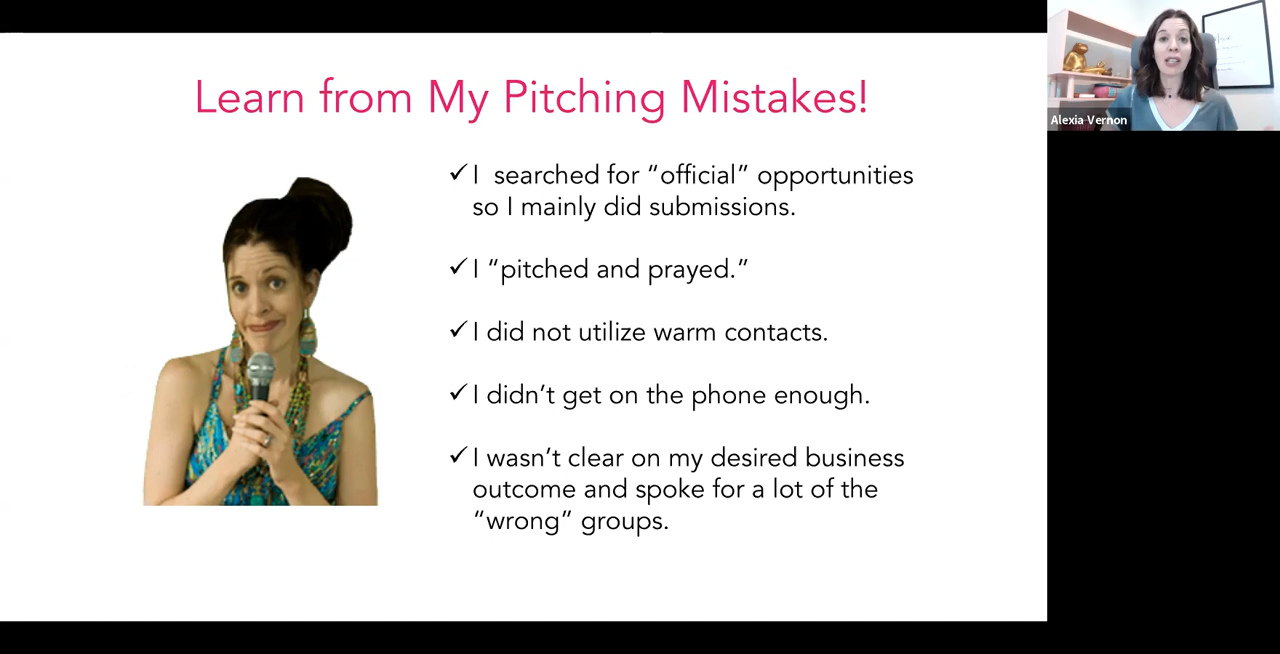 Learn from My Pitching Mistakes!
✓ I searched for “official” opportunities
so I mainly did submissions.
✓ I “pitched and prayed.”
✓ I did not utilize warm contacts.
✓ I didn’t get on the phone enough.
✓ I wasn’t clear on my desired business
outcome and spoke for a lot of the
“wrong” groups.
Alexia Vernon